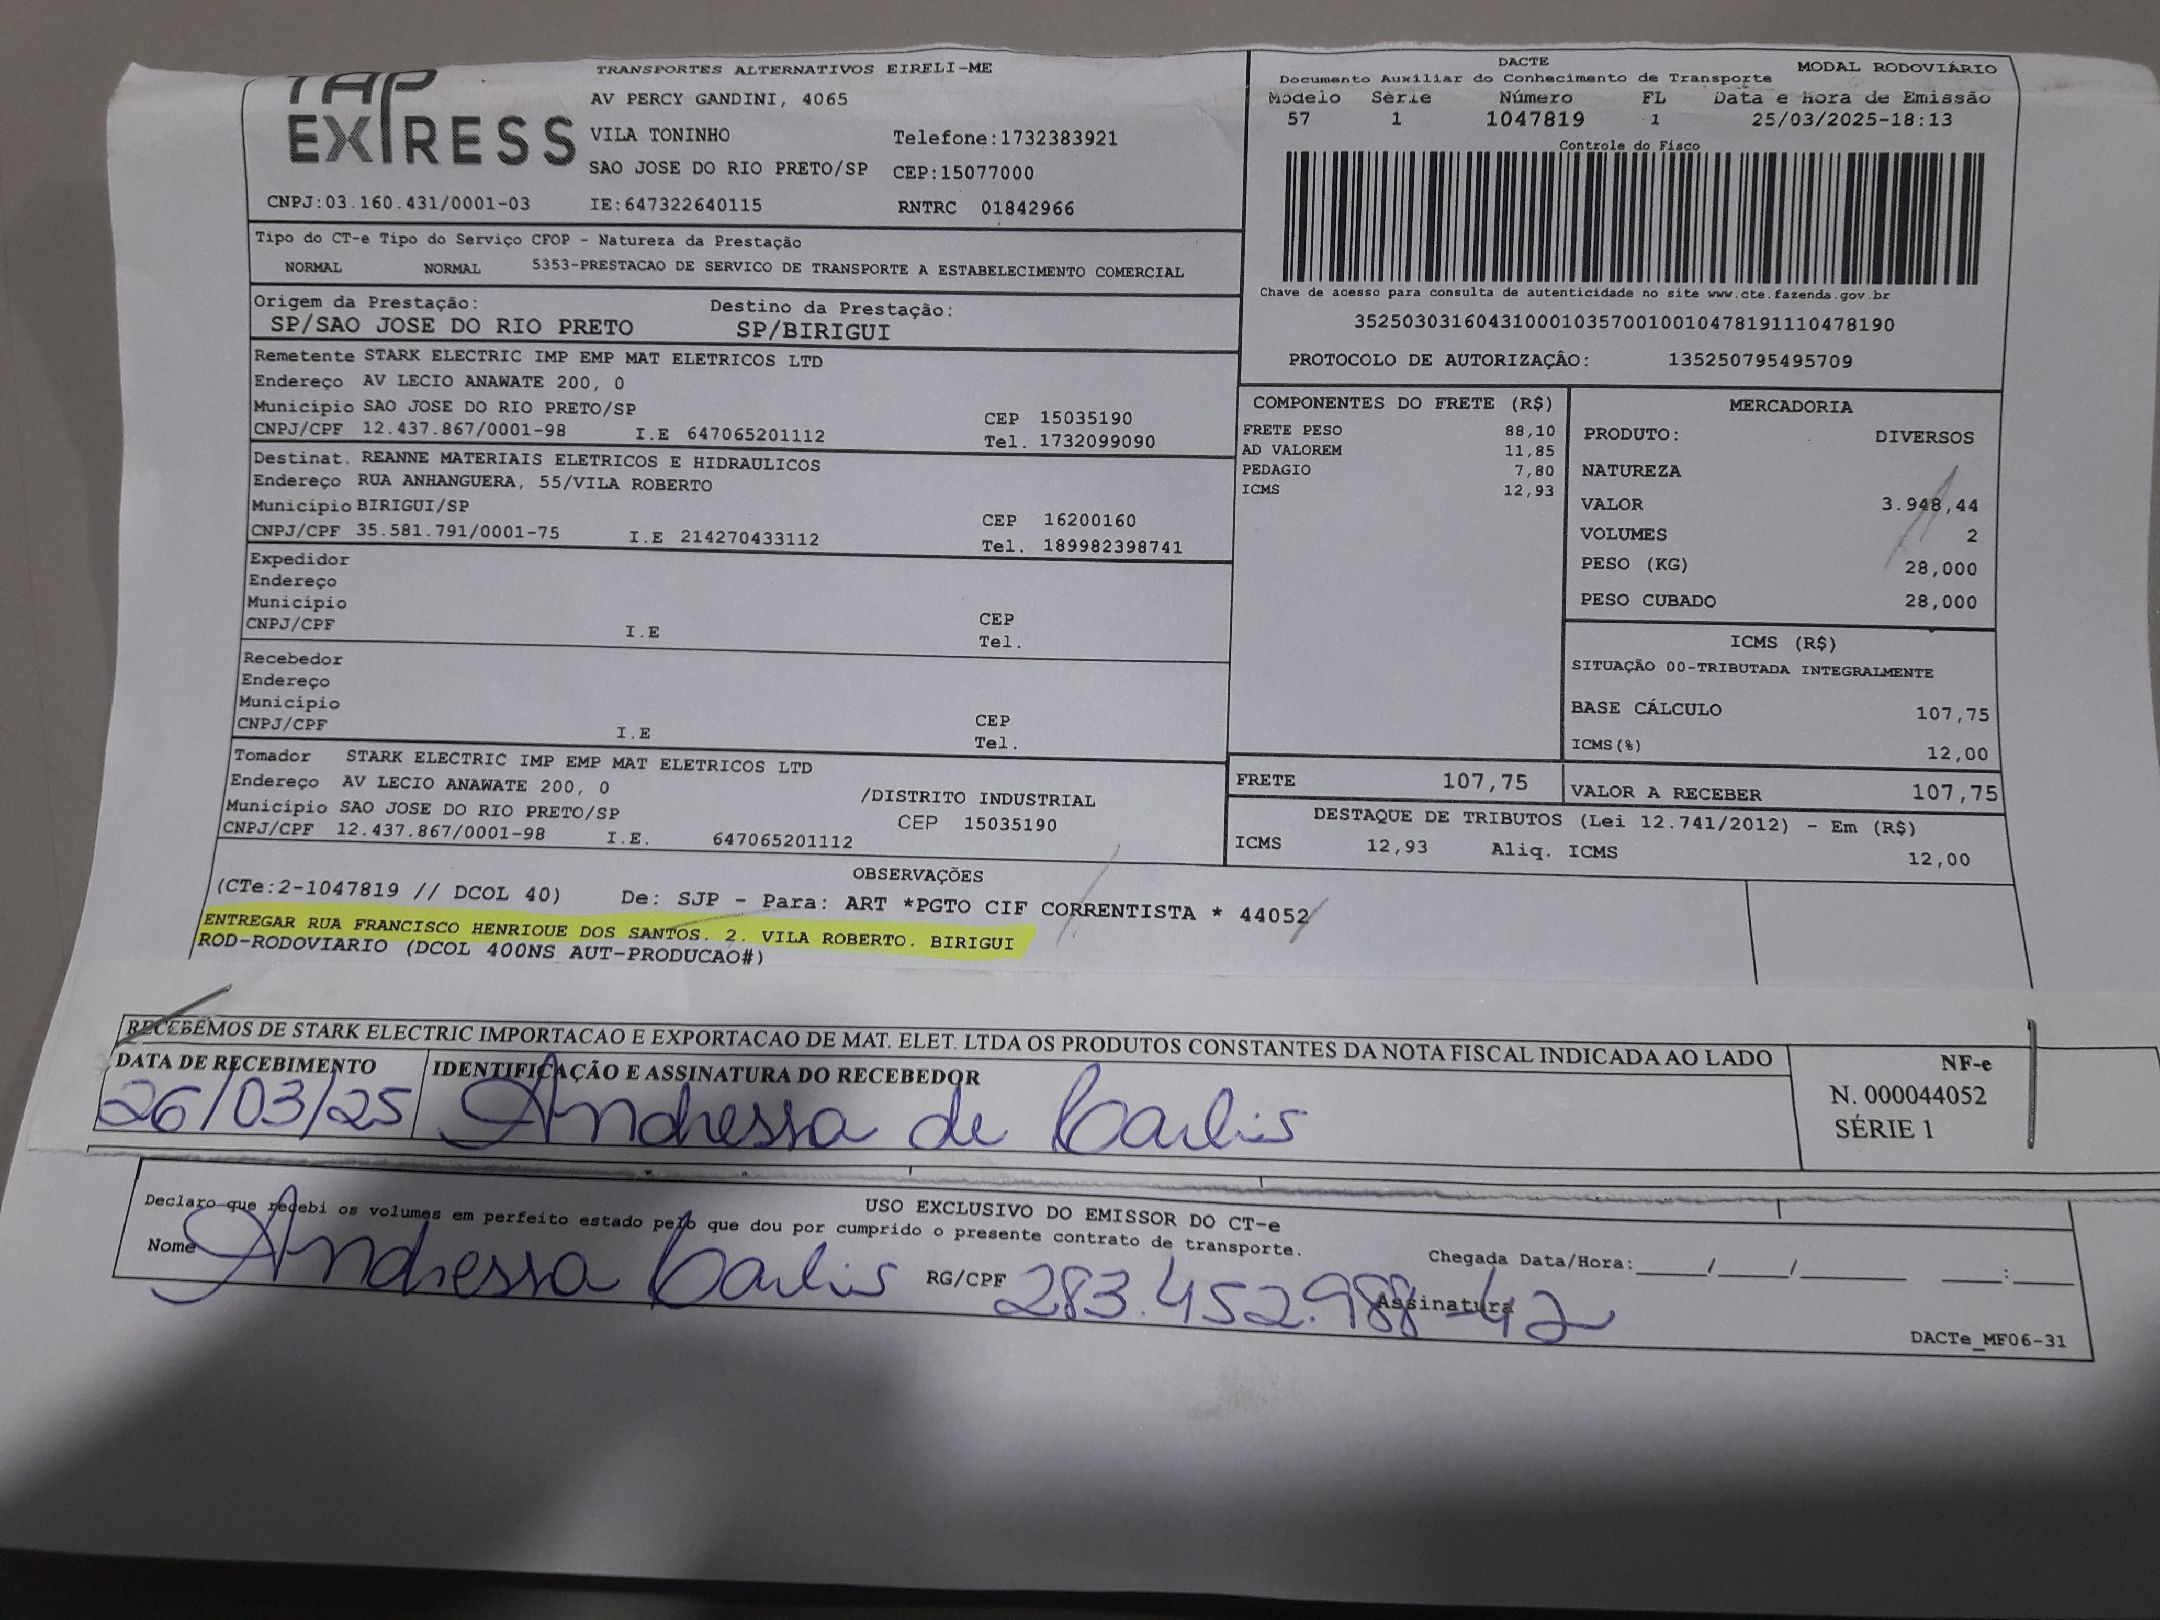 TAP
EXPRESS
TRANSPORTES ALTERNATIVOS EIRELI-ME
AV PERCY GANDINI, 4065
VILA TONINHO Telefone:1732383921
SAO JOSE DO RIO PRETO/SP CEP:15077000
CNPJ:03.160.431/0001-03 IE:647322640115 RNTRC 01842966
DACTE MODAL RODOVIÁRIO
Documento Auxiliar do Conhecimento de Transporte
Modelo Série Número FL Data e Hora de Emissão
57 1 1047819 1 25/03/2025-18:13
Controle do Fisco
Chave de acesso para consulta de autenticidade no site www.cte.fazenda.gov.br
35250303160431000103570010010478191110478190
PROTOCOLO DE AUTORIZAÇÃO: 135250795495709
Tipo do CT-e Tipo do Serviço CFOP - Natureza da Prestação
NORMAL NORMAL 5353-PRESTACAO DE SERVICO DE TRANSPORTE A ESTABELECIMENTO COMERCIAL
Origem da Prestação: Destino da Prestação:
SP/SAO JOSE DO RIO PRETO SP/BIRIGUI
Remetente STARK ELECTRIC IMP EMP MAT ELETRICOS LTD
Endereço AV LECIO ANAWATE 200, 0
Município SAO JOSE DO RIO PRETO/SP CEP 15035190
CNPJ/CPF 12.437.867/0001-98 I.E 647065201112 Tel. 1732099090
Destinat. REANNE MATERIAIS ELETRICOS E HIDRAULICOS
Endereço RUA ANHANGUERA, 55/VILA ROBERTO
Município BIRIGUI/SP CEP 16200160
CNPJ/CPF 35.581.791/0001-75 I.E 214270433112 Tel. 189982398741
Expedidor
Endereço
Município CEP
CNPJ/CPF I.E Tel.
Recebedor
Endereço
Município CEP
CNPJ/CPF I.E Tel.
Tomador STARK ELECTRIC IMP EMP MAT ELETRICOS LTD
Endereço AV LECIO ANAWATE 200, 0 /DISTRITO INDUSTRIAL
Município SAO JOSE DO RIO PRETO/SP CEP 15035190
CNPJ/CPF 12.437.867/0001-98 I.E. 647065201112
COMPONENTES DO FRETE (R$)
FRETE PESO 88,10
AD VALOREM 11,85
PEDAGIO 7,80
ICMS 12,93
MERCADORIA
PRODUTO: DIVERSOS
NATUREZA
VALOR 3.948,44
VOLUMES 2
PESO (KG) 28,000
PESO CUBADO 28,000
ICMS (R$)
SITUAÇÃO 00-TRIBUTADA INTEGRALMENTE
BASE CÁLCULO 107,75
ICMS(%) 12,00
FRETE 107,75 VALOR A RECEBER 107,75
DESTAQUE DE TRIBUTOS (Lei 12.741/2012) - Em (R$)
ICMS 12,93 Aliq. ICMS 12,00
OBSERVAÇÕES
(CTe:2-1047819 // DCOL 40) De: SJP - Para: ART *PGTO CIF CORRENTISTA * 44052
ENTREGAR RUA FRANCISCO HENRIQUE DOS SANTOS. 2. VILA ROBERTO. BIRIGUI
ROD-RODOVIARIO (DCOL 400NS AUT-PRODUCAO#)
RECEBEMOS DE STARK ELECTRIC IMPORTACAO E EXPORTACAO DE MAT. ELET. LTDA OS PRODUTOS CONSTANTES DA NOTA FISCAL INDICADA AO LADO
DATA DE RECEBIMENTO IDENTIFICAÇÃO E ASSINATURA DO RECEBEDOR
26/03/25 Andressa de Carlis
NF-e
N. 000044052
SÉRIE 1
USO EXCLUSIVO DO EMISSOR DO CT-e
Declaro que recebi os volumes em perfeito estado pelo que dou por cumprido o presente contrato de transporte.
Nome Andressa Carlis RG/CPF 283.452.988-42 Chegada Data/Hora:_____/_____/_______ ____:____
Assinatura
DACTe_MF06-31